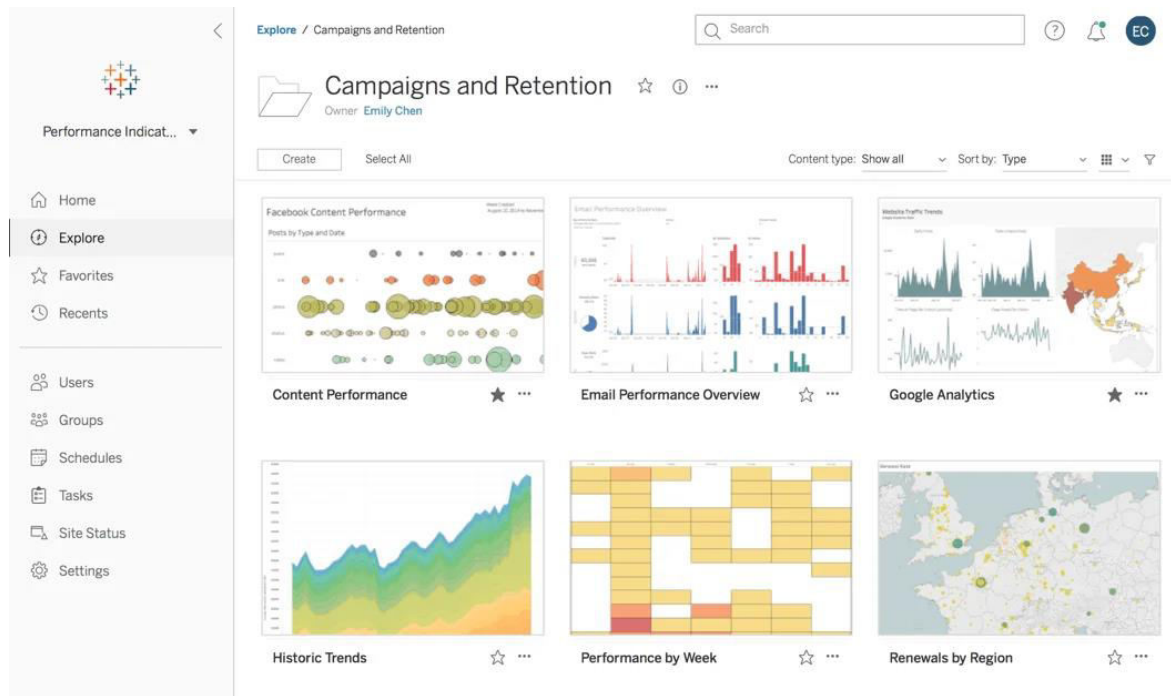 Explore / Campaigns and Retention
Search
EC
Campaigns and Retention
Owner Emily Chen
Performance Indicat...
Create
Select All
Content type: Show all
Sort by: Type
Home
Explore
Favorites
Recents
Users
Groups
Schedules
Tasks
Site Status
Settings
Facebook Content Performance
Posts by Type and Date
Content Performance
Email Performance Overview
Email Performance Overview
Website Traffic Trends
Google Analytics
Historic Trends
Performance by Week
Renewals by Region